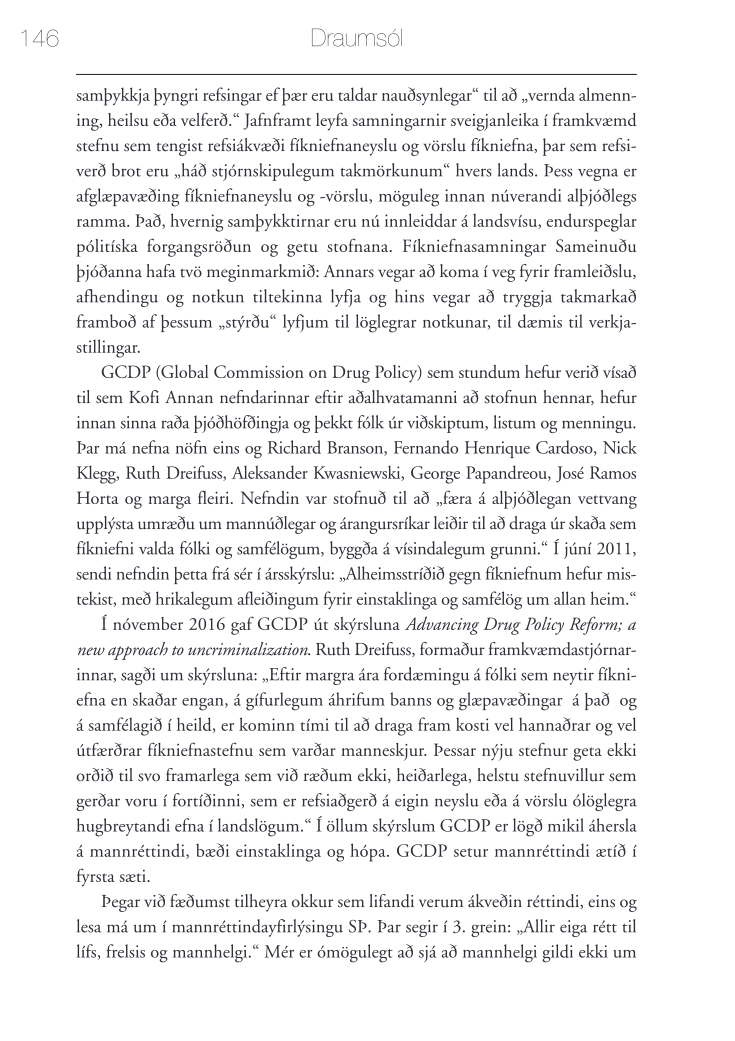 146
Draumsól
samþykkja þyngri refsingar ef þær eru taldar nauðsynlegar“ til að „vernda almenn-
ing, heilsu eða velferð.“ Jafnframt leyfa samningarnir sveigjanleika í framkvæmd
stefnu sem tengist refsiákvæði fíkniefnaneyslu og vörslu fíkniefna, þar sem refsi-
verð brot eru „háð stjórnskipulegum takmörkunum“ hvers lands. Þess vegna er
afglæpavæðing fíkniefnaneyslu og -vörslu, möguleg innan núverandi alþjóðlegs
ramma. Það, hvernig samþykktirnar eru nú innleiddar á landsvísu, endurspeglar
pólitíska forgangsröðun og getu stofnana. Fíkniefnasamningar Sameinuðu
þjóðanna hafa tvö meginmarkmið: Annars vegar að koma í veg fyrir framleiðslu,
afhendingu og notkun tiltekinna lyfja og hins vegar að tryggja takmarkað
framboð af þessum „stýrðu“ lyfjum til löglegrar notkunar, til dæmis til verkja-
stillingar.
GCDP (Global Commission on Drug Policy) sem stundum hefur verið vísað
til sem Kofi Annan nefndarinnar eftir aðalhvatamanni að stofnun hennar, hefur
innan sinna raða þjóðhöfðingja og þekkt fólk úr viðskiptum, listum og menningu.
Þar má nefna nöfn eins og Richard Branson, Fernando Henrique Cardoso, Nick
Klegg, Ruth Dreifuss, Aleksander Kwasniewski, George Papandreou, José Ramos
Horta og marga fleiri. Nefndin var stofnuð til að „færa á alþjóðlegan vettvang
upplýsta umræðu um mannúðlegar og árangursríkar leiðir til að draga úr skaða sem
fíkniefni valda fólki og samfélögum, byggða á vísindalegum grunni.“ Í júní 2011,
sendi nefndin þetta frá sér í ársskýrslu: „Alheimsstríðið gegn fíkniefnum hefur mis-
tekist, með hrikalegum afleiðingum fyrir einstaklinga og samfélög um allan heim.“
Í nóvember 2016 gaf GCDP út skýrsluna Advancing Drug Policy Reform; a
new approach to uncriminalization. Ruth Dreifuss, formaður framkvæmdastjórnar-
innar, sagði um skýrsluna: „Eftir margra ára fordæmingu á fólki sem neytir fíkni-
efna en skaðar engan, á gífurlegum áhrifum banns og glæpavæðingar á það og
á samfélagið í heild, er kominn tími til að draga fram kosti vel hannaðrar og vel
útfærðrar fíkniefnastefnu sem varðar manneskjur. Þessar nýju stefnur geta ekki
orðið til svo framarlega sem við ræðum ekki, heiðarlega, helstu stefnuvillur sem
gerðar voru í fortíðinni, sem er refsiaðgerð á eigin neyslu eða á vörslu ólöglegra
hugbreytandi efna í landslögum.“ Í öllum skýrslum GCDP er lögð mikil áhersla
á mannréttindi, bæði einstaklinga og hópa. GCDP setur mannréttindi ætíð í
fyrsta sæti.
Þegar við fæðumst tilheyra okkur sem lifandi verum ákveðin réttindi, eins og
lesa má um í mannréttindayfirlýsingu SÞ. Þar segir í 3. grein: „Allir eiga rétt til
lífs, frelsis og mannhelgi.“ Mér er ómögulegt að sjá að mannhelgi gildi ekki um